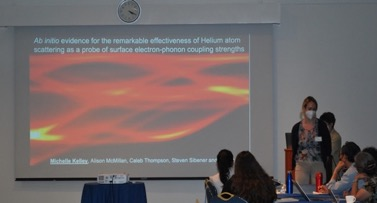 Ab initio evidence for the remarkable effectiveness of Helium atom
scattering as a probe of surface electron-phonon coupling strengths
Michelle Kelley, Alison McMillan, Caleb Thompson, Steven Sibener and